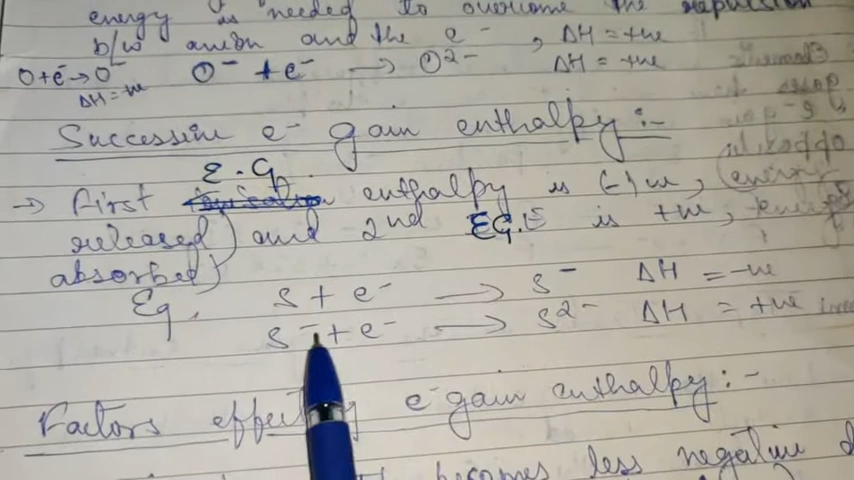 energy is needed to overcome the repulsion
b/w anion and the e⁻ , ΔH = +ve
O+e⁻→O⁻ O⁻ + e⁻ → O²⁻ ΔH = +ve
ΔH=-ve
Successive e⁻ gain enthalpy :-
E.G.
→ First enthalpy is (-)ve, (energy
released) and 2nd EG.E is +ve, (energy
absorbed)
Eg. S + e⁻ → S⁻ ΔH = -ve
S⁻ + e⁻ → S²⁻ ΔH = +ve
Factors effecting e⁻ gain enthalpy :-
becomes less negative